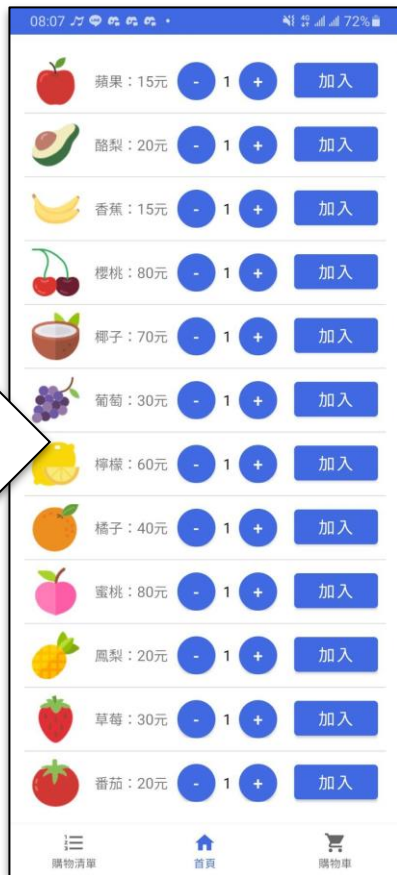 08:07 72%
蘋果：15元 - 1 + 加入
酪梨：20元 - 1 + 加入
香蕉：15元 - 1 + 加入
櫻桃：80元 - 1 + 加入
椰子：70元 - 1 + 加入
葡萄：30元 - 1 + 加入
檸檬：60元 - 1 + 加入
橘子：40元 - 1 + 加入
蜜桃：80元 - 1 + 加入
鳳梨：20元 - 1 + 加入
草莓：30元 - 1 + 加入
番茄：20元 - 1 + 加入
購物清單 首頁 購物車